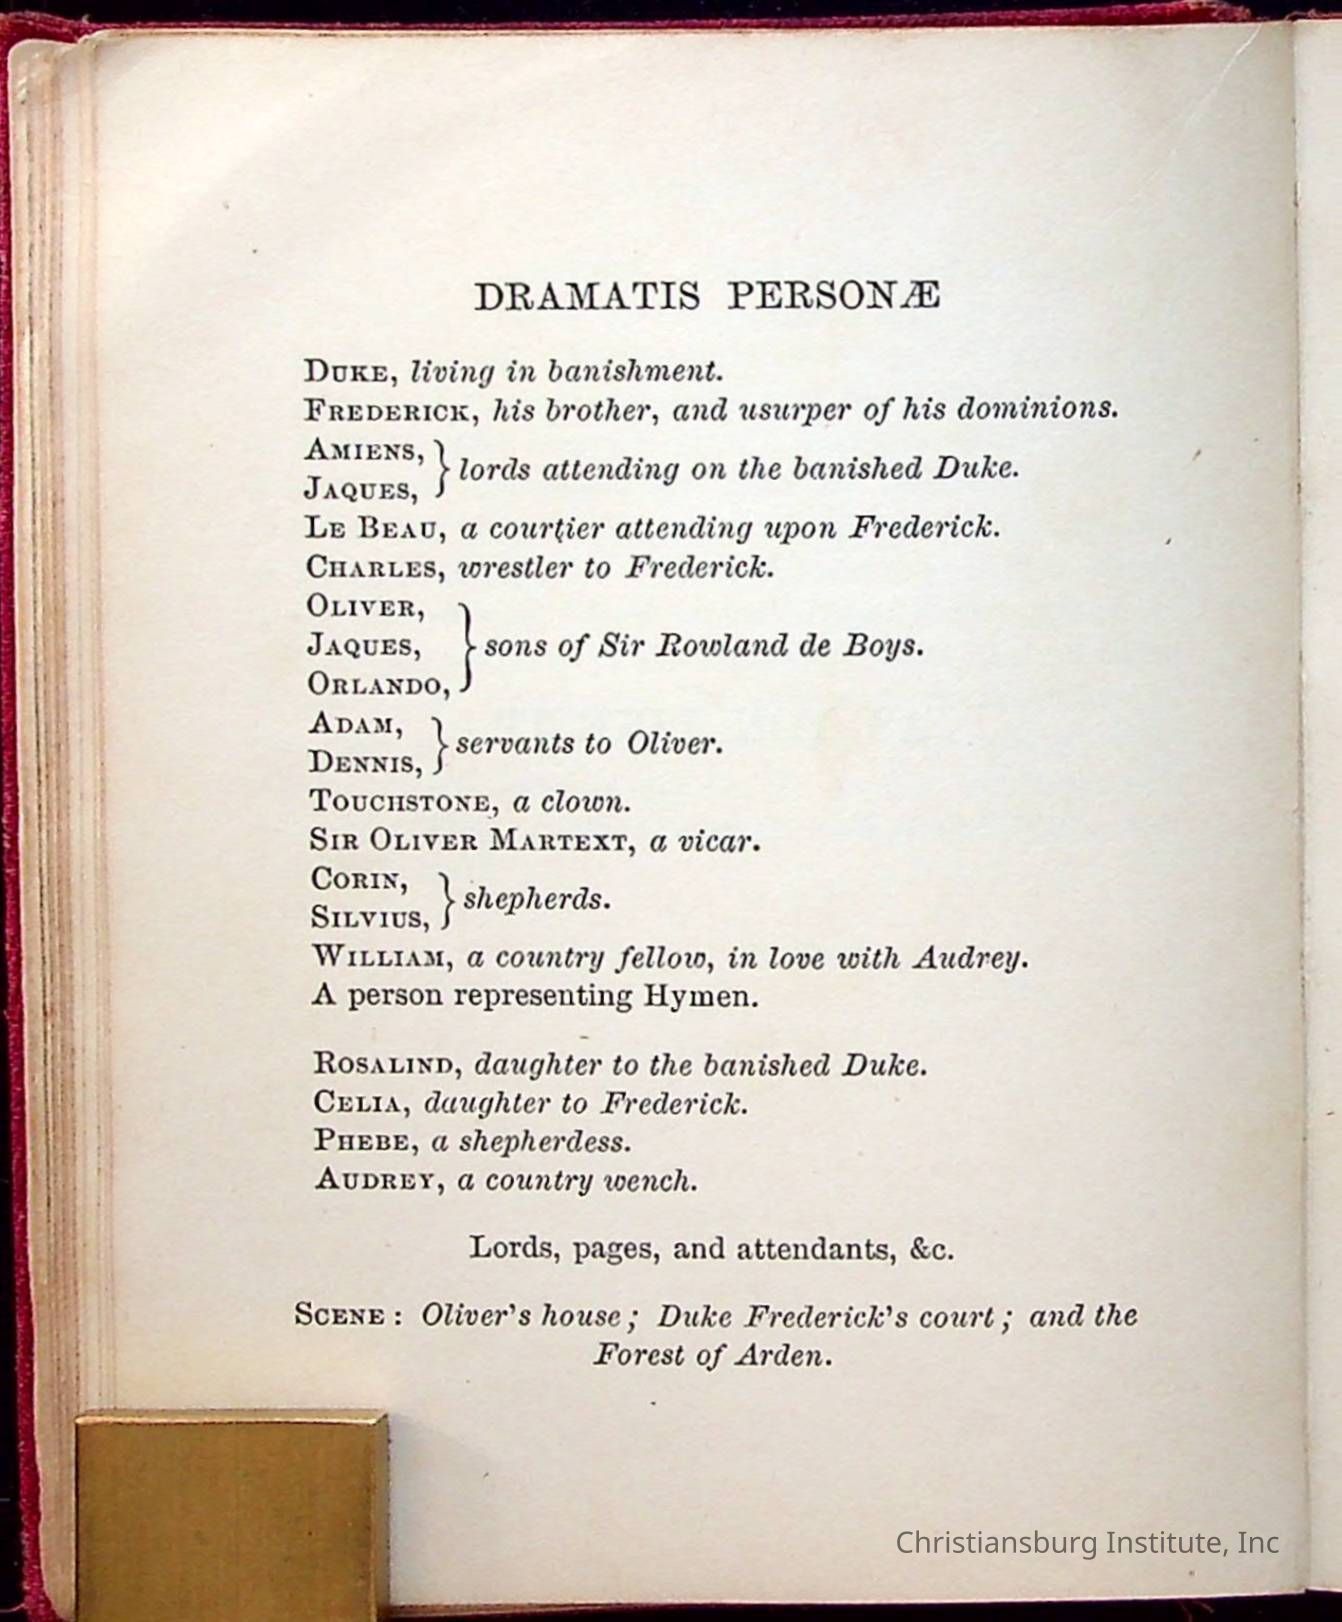 DRAMATIS PERSONÆ
DUKE, living in banishment.
FREDERICK, his brother, and usurper of his dominions.
AMIENS,
JAQUES,
} lords attending on the banished Duke.
LE BEAU, a courtier attending upon Frederick.
CHARLES, wrestler to Frederick.
OLIVER,
JAQUES,
ORLANDO,
} sons of Sir Rowland de Boys.
ADAM,
DENNIS,
} servants to Oliver.
TOUCHSTONE, a clown.
SIR OLIVER MARTEXT, a vicar.
CORIN,
SILVIUS,
} shepherds.
WILLIAM, a country fellow, in love with Audrey.
A person representing Hymen.
ROSALIND, daughter to the banished Duke.
CELIA, daughter to Frederick.
PHEBE, a shepherdess.
AUDREY, a country wench.
Lords, pages, and attendants, &c.
SCENE : Oliver's house ; Duke Frederick's court ; and the
Forest of Arden.
Christiansburg Institute, Inc